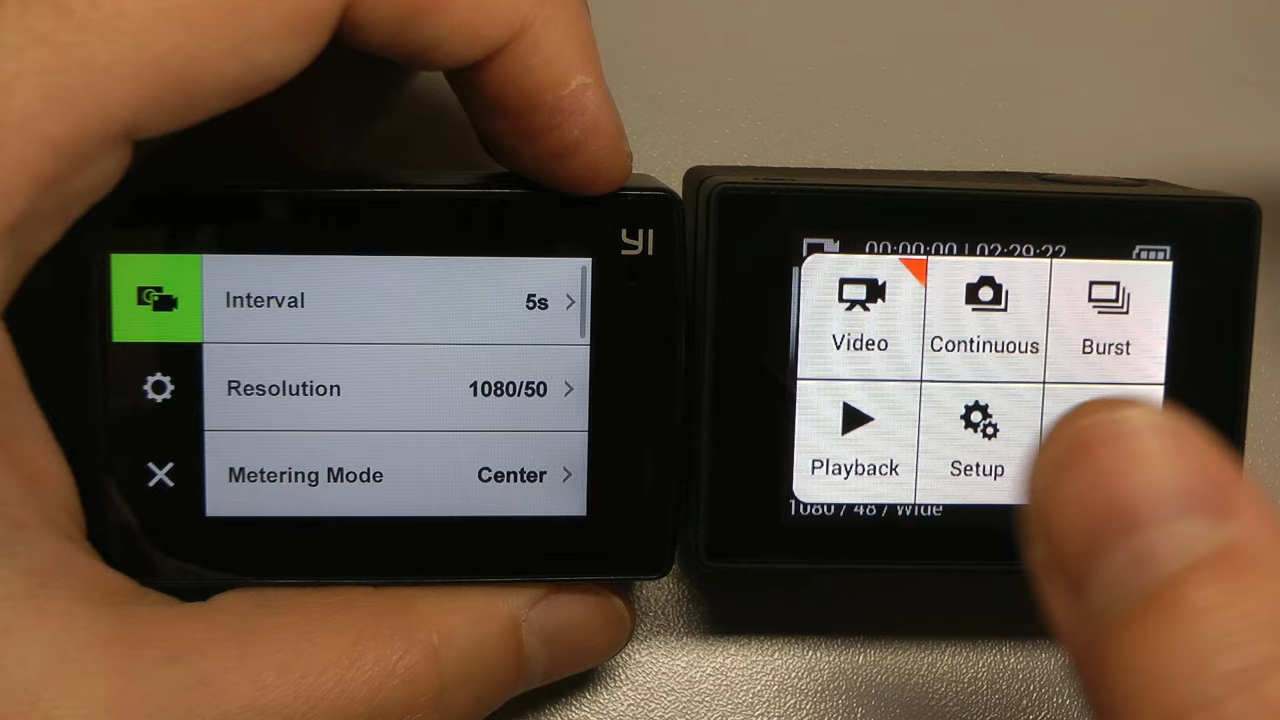 YI
Interval 5s
Resolution 1080/50
Metering Mode Center
00:00:00 | 02:29:22
Video Continuous Burst
Playback Setup
1080 / 48 / Wide